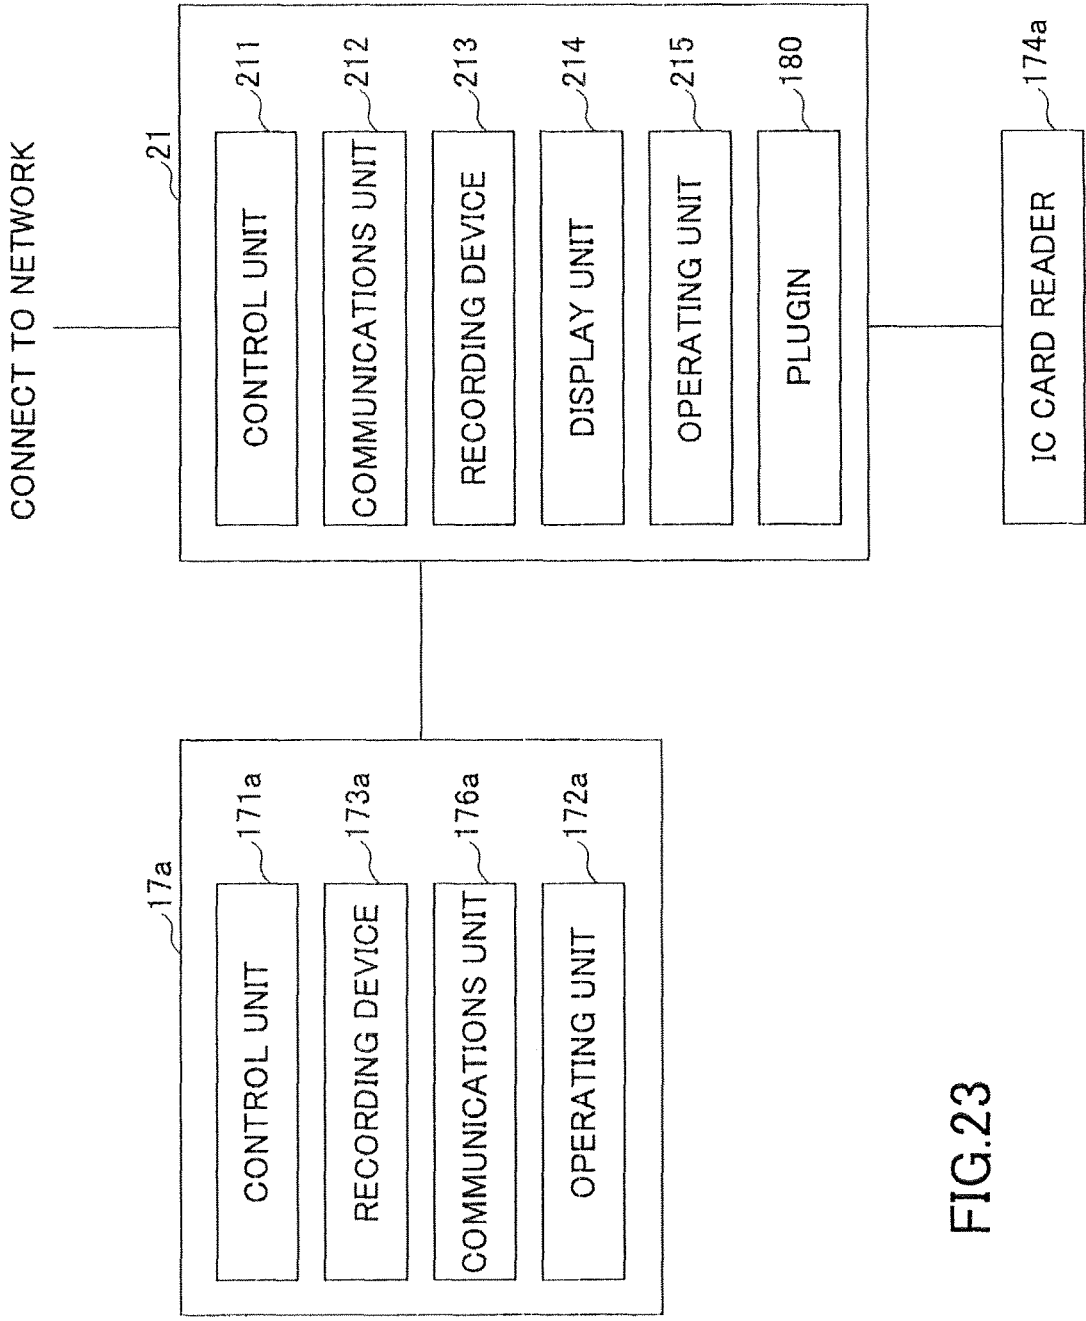 CONNECT TO NETWORK
21
CONTROL UNIT
211
COMMUNICATIONS UNIT
212
RECORDING DEVICE
213
DISPLAY UNIT
214
OPERATING UNIT
215
PLUGIN
180
IC CARD READER
174a
17a
CONTROL UNIT
171a
RECORDING DEVICE
173a
COMMUNICATIONS UNIT
176a
OPERATING UNIT
172a
FIG.23